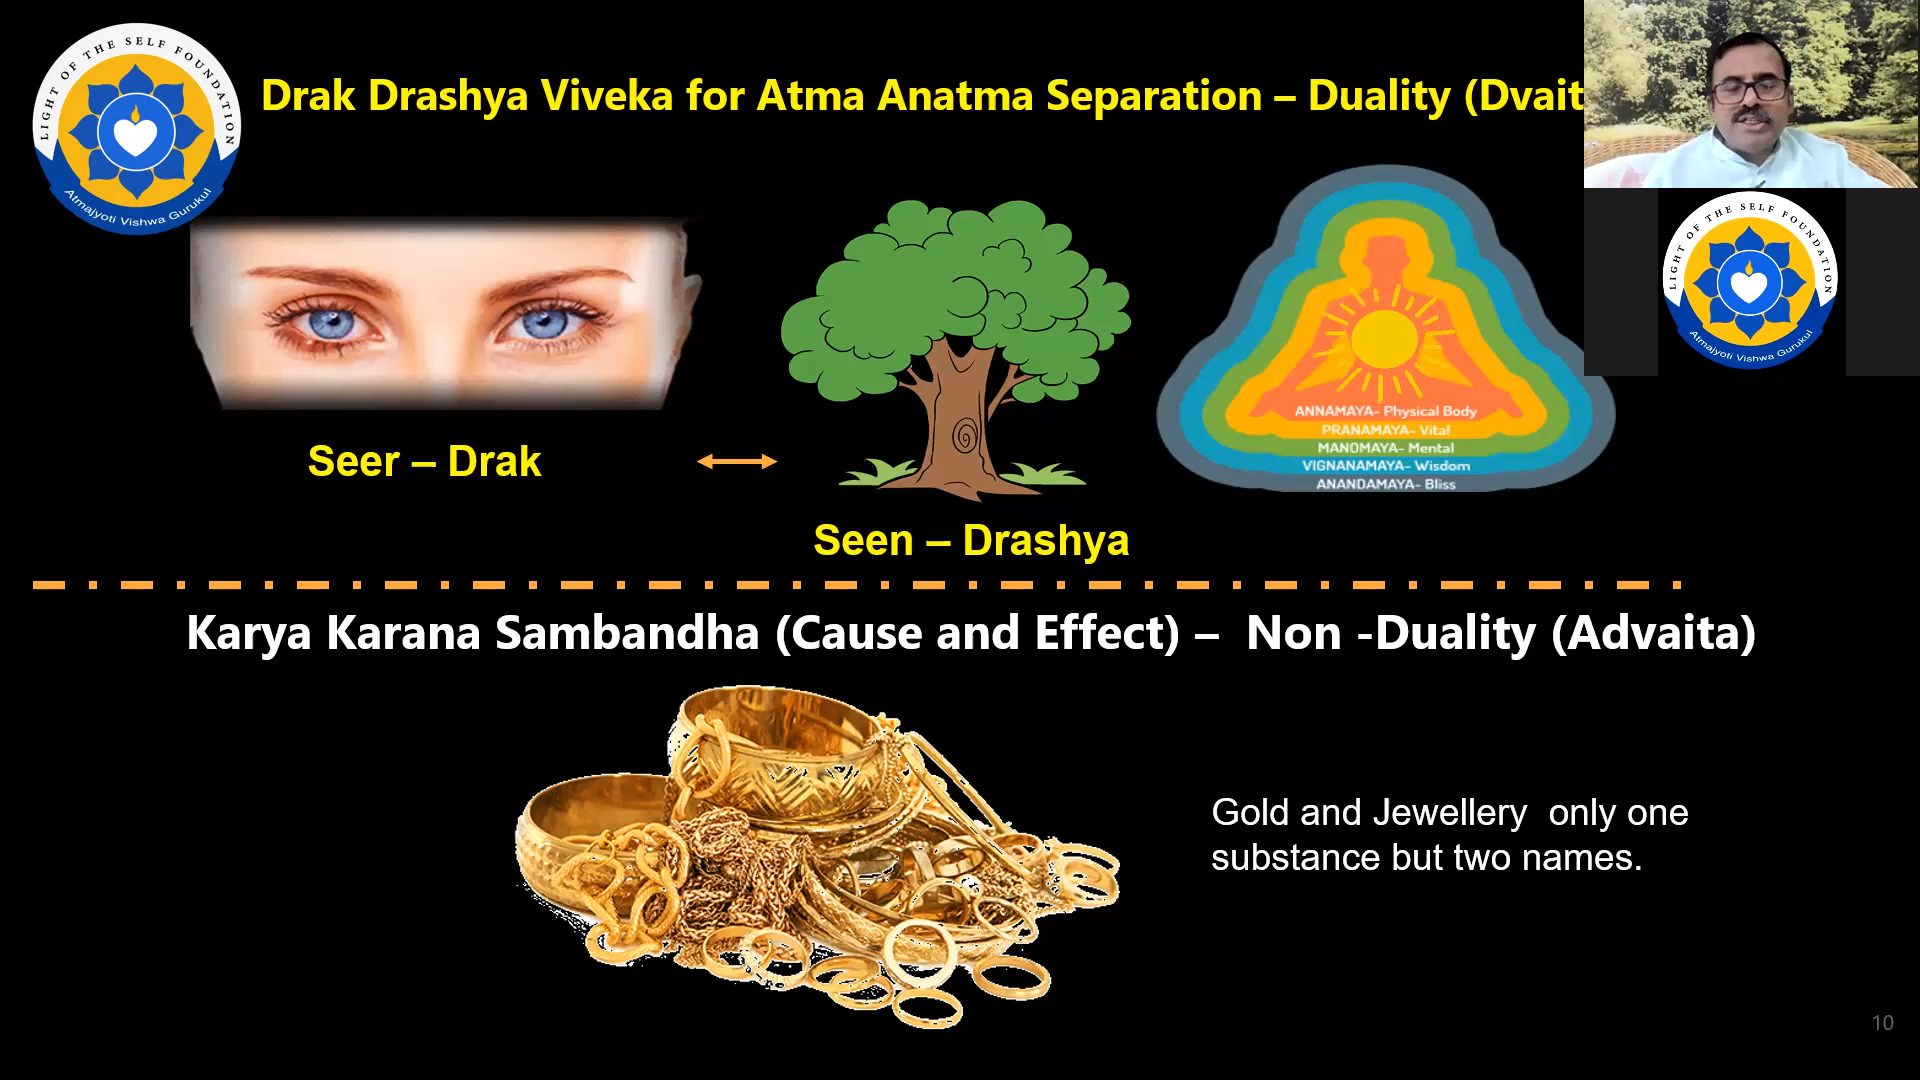 LIGHT OF THE SELF FOUNDATION
Atmajyoti Vishwa Gurukul
Drak Drashya Viveka for Atma Anatma Separation – Duality (Dvait
LIGHT OF THE SELF FOUNDATION
Atmajyoti Vishwa Gurukul
ANNAMAYA- Physical Body
PRANAMAYA- Vital
MANOMAYA- Mental
VIGNANAMAYA- Wisdom
ANANDAMAYA- Bliss
Seer – Drak
Seen – Drashya
Karya Karana Sambandha (Cause and Effect) – Non -Duality (Advaita)
Gold and Jewellery only one
substance but two names.
10